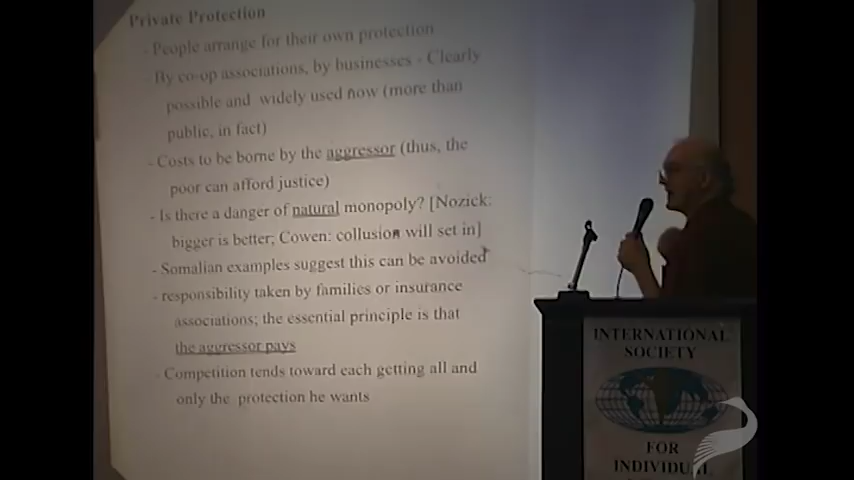 Private Protection
- People arrange for their own protection
- By co-op associations, by businesses - Clearly
possible and widely used now (more than
public, in fact)
- Costs to be borne by the aggressor (thus, the
poor can afford justice)
- Is there a danger of natural monopoly? [Nozick:
bigger is better; Cowen: collusion will set in]
- Somalian examples suggest this can be avoided
- responsibility taken by families or insurance
associations; the essential principle is that
the aggressor pays
- Competition tends toward each getting all and
only the protection he wants
INTERNATIONAL
SOCIETY
FOR
INDIVIDUAL